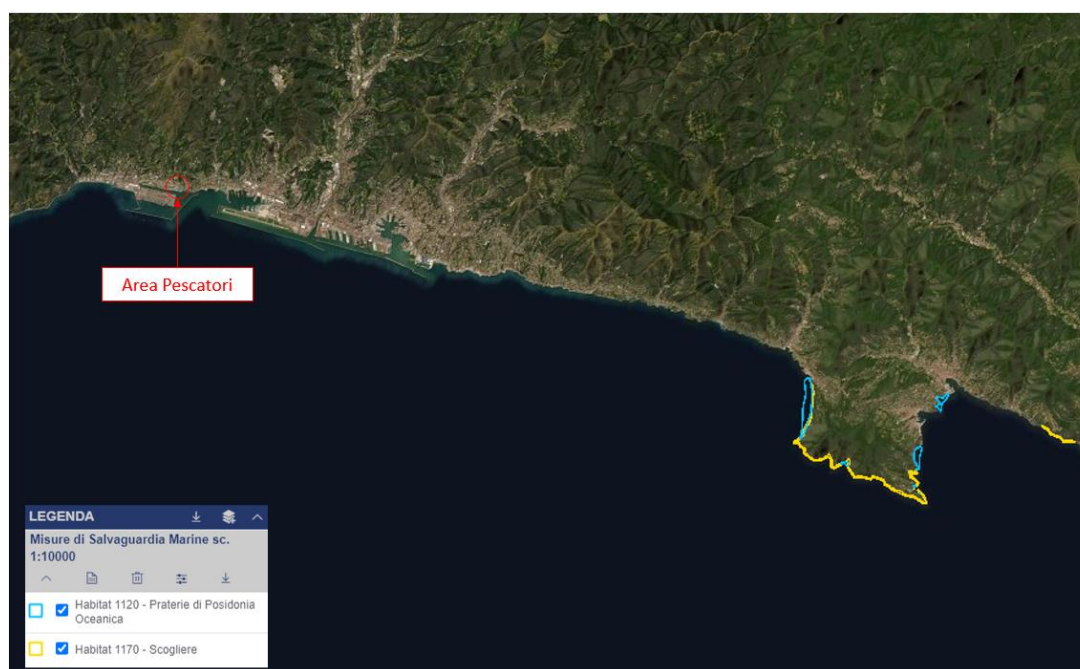 Area Pescatori
LEGENDA
Misure di Salvaguardia Marine sc.
1:10000
Habitat 1120 - Praterie di Posidonia
Oceanica
Habitat 1170 - Scogliere